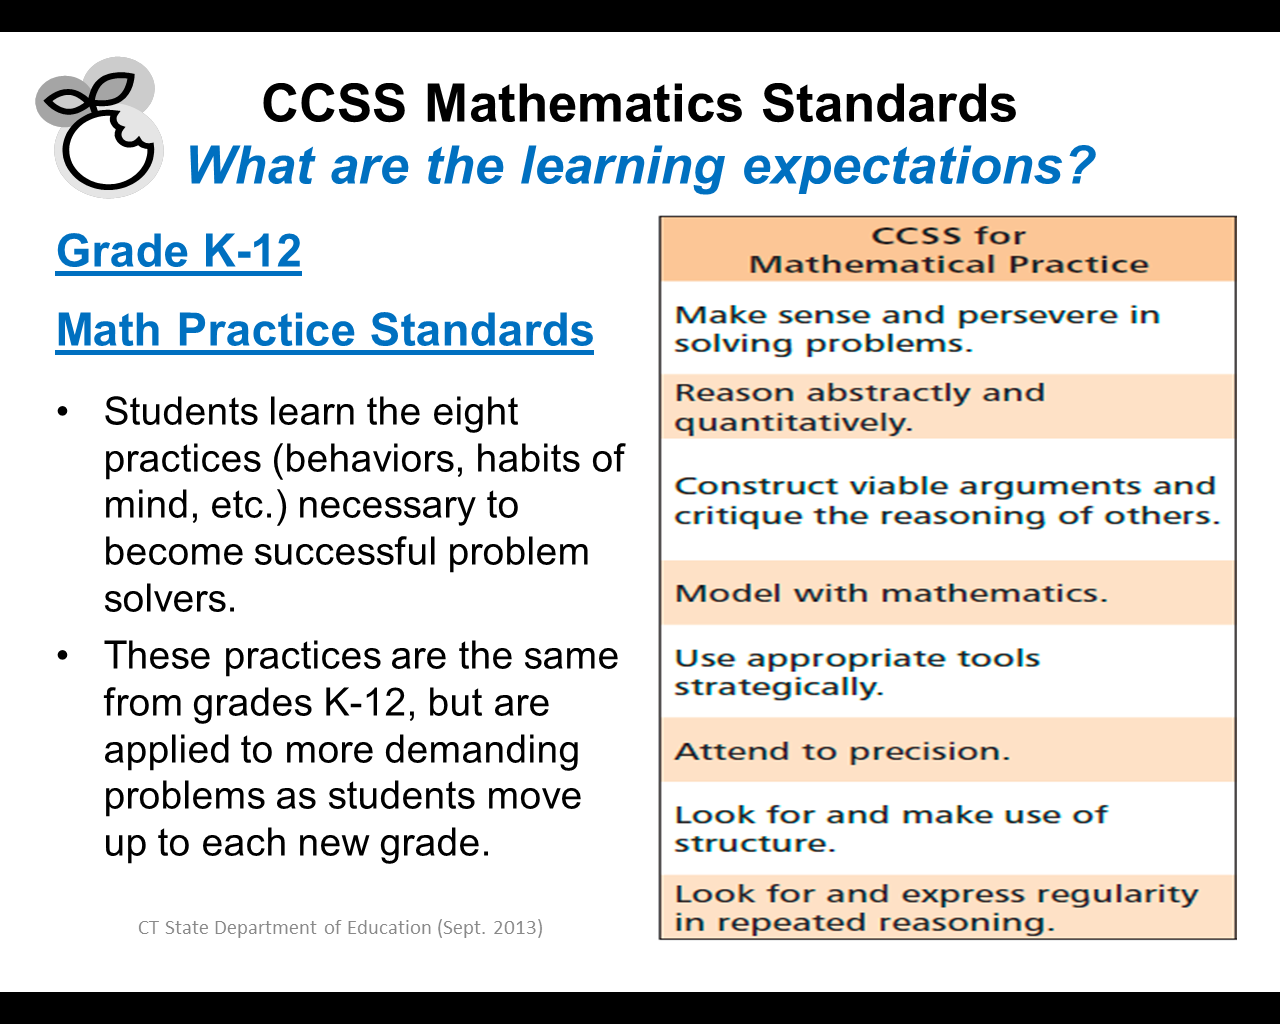 CCSS Mathematics Standards
What are the learning expectations?
Grade K-12
Math Practice Standards
• Students learn the eight
practices (behaviors, habits of
mind, etc.) necessary to
become successful problem
solvers.
• These practices are the same
from grades K-12, but are
applied to more demanding
problems as students move
up to each new grade.
CT State Department of Education (Sept. 2013)
CCSS for
Mathematical Practice
Make sense and persevere in
solving problems.
Reason abstractly and
quantitatively.
Construct viable arguments and
critique the reasoning of others.
Model with mathematics.
Use appropriate tools
strategically.
Attend to precision.
Look for and make use of
structure.
Look for and express regularity
in repeated reasoning.